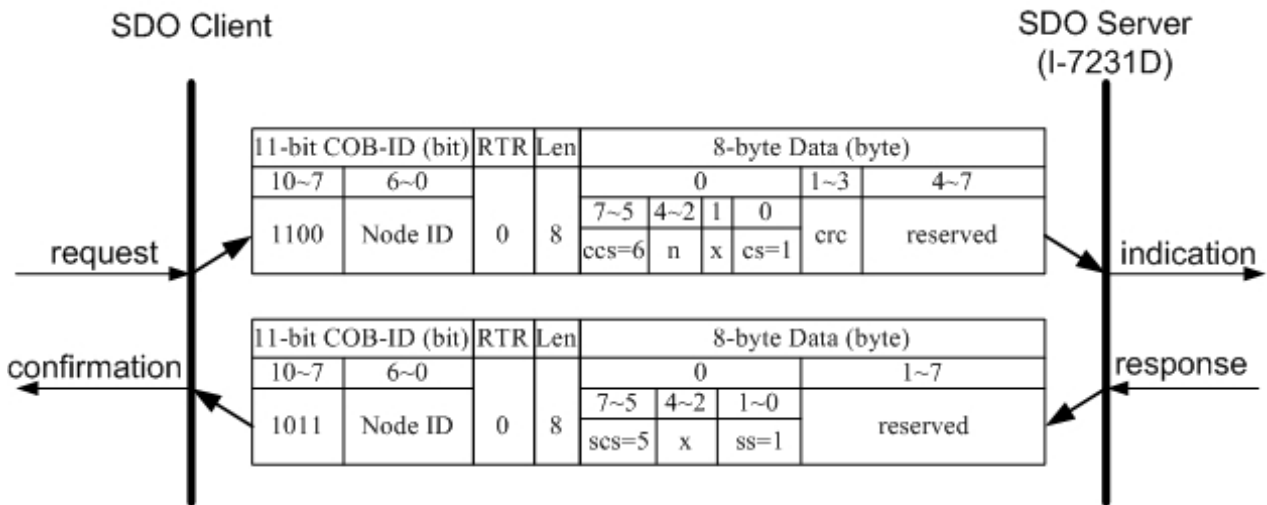 SDO Client
SDO Server
(I-7231D)
11-bit COB-ID (bit) RTR Len 8-byte Data (byte)
10~7 6~0 0 1~3 4~7
7~5 4~2 1 0
1100 Node ID 0 8 crc reserved
ccs=6 n x cs=1
request
indication
11-bit COB-ID (bit) RTR Len 8-byte Data (byte)
confirmation
response
10~7 6~0 0 1~7
7~5 4~2 1~0
1011 Node ID 0 8 reserved
scs=5 x ss=1